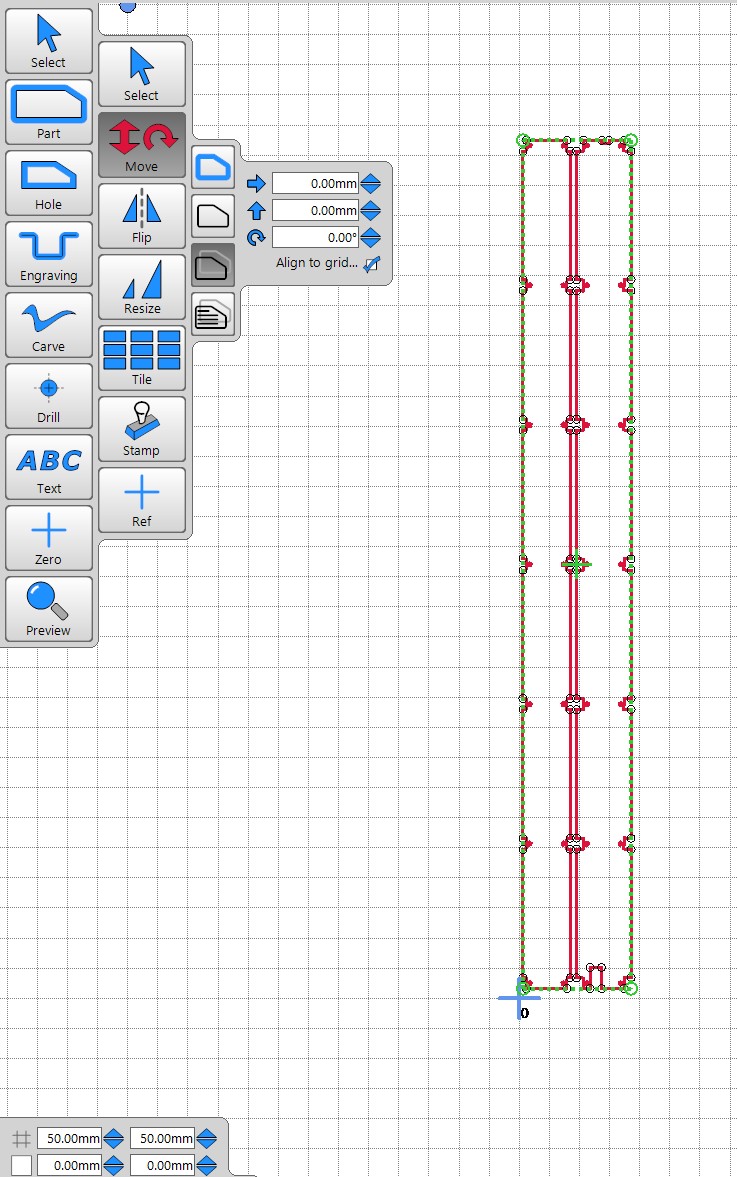 Select
Part
Hole
Engraving
Carve
Drill
ABC
Text
Zero
Preview
Select
Move
Flip
Resize
Tile
Stamp
Ref
0.00mm
0.00mm
0.00°
Align to grid...
0
50.00mm 50.00mm
0.00mm 0.00mm